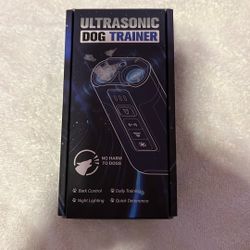 ULTRASONIC
DOG TRAINER
NO HARM
TO DOGS
Bark Control
Daily Training
Night Lighting
Quick Deterrence